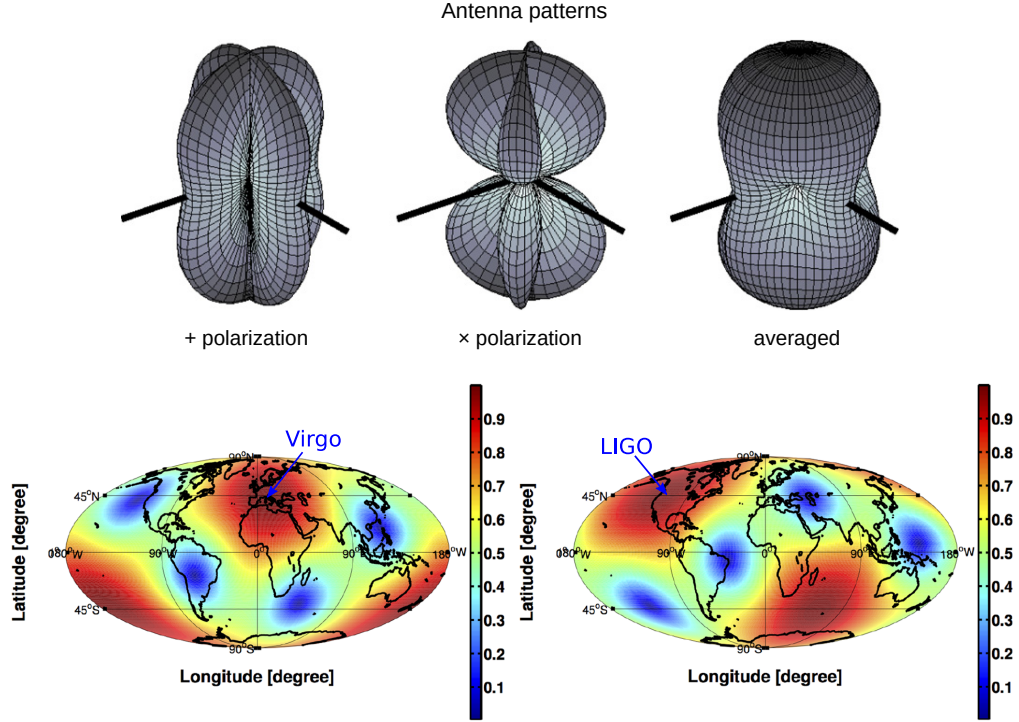 Antenna patterns
+ polarization
× polarization
averaged
Virgo
90°N
45°N
180°W
90°W
0°
90°E
180°W
45°S
90°S
Latitude [degree]
Longitude [degree]
0.9
0.8
0.7
0.6
0.5
0.4
0.3
0.2
0.1
LIGO
90°N
45°N
180°W
90°W
0°
90°E
180°W
45°S
90°S
Latitude [degree]
Longitude [degree]
0.9
0.8
0.7
0.6
0.5
0.4
0.3
0.2
0.1